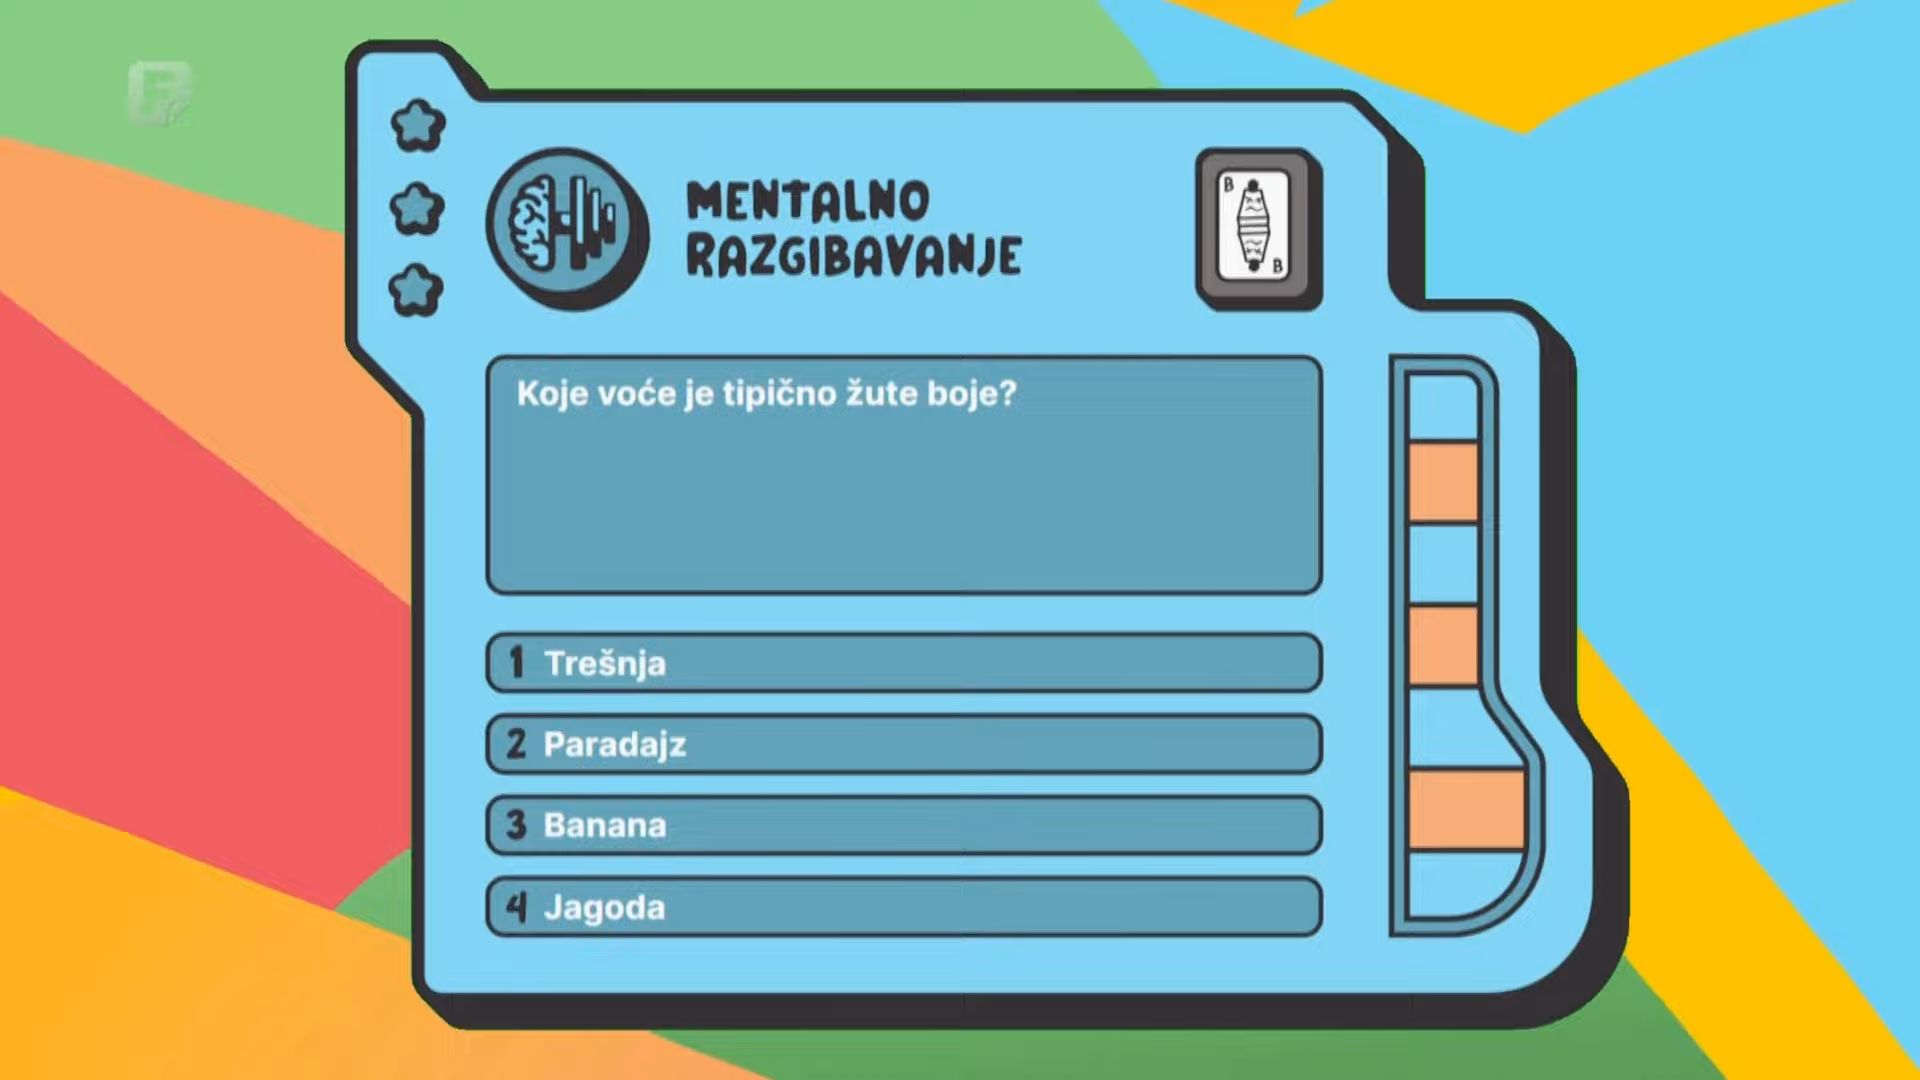 MENTALNO
RAZGIBAVANJE
B
B
Koje voće je tipično žute boje?
1 Trešnja
2 Paradajz
3 Banana
4 Jagoda